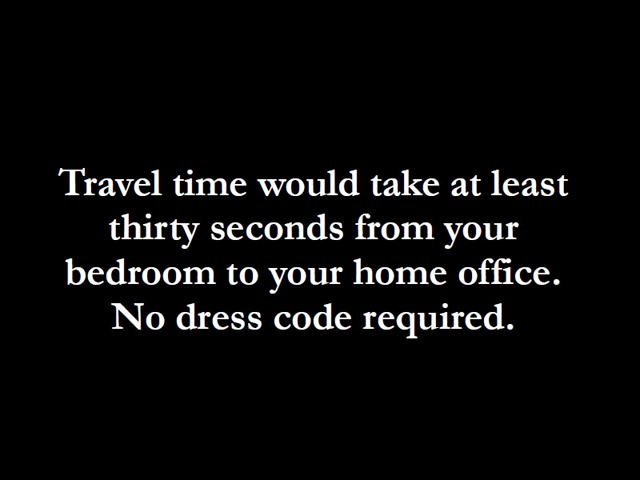 Travel time would take at least
thirty seconds from your
bedroom to your home office.
No dress code required.